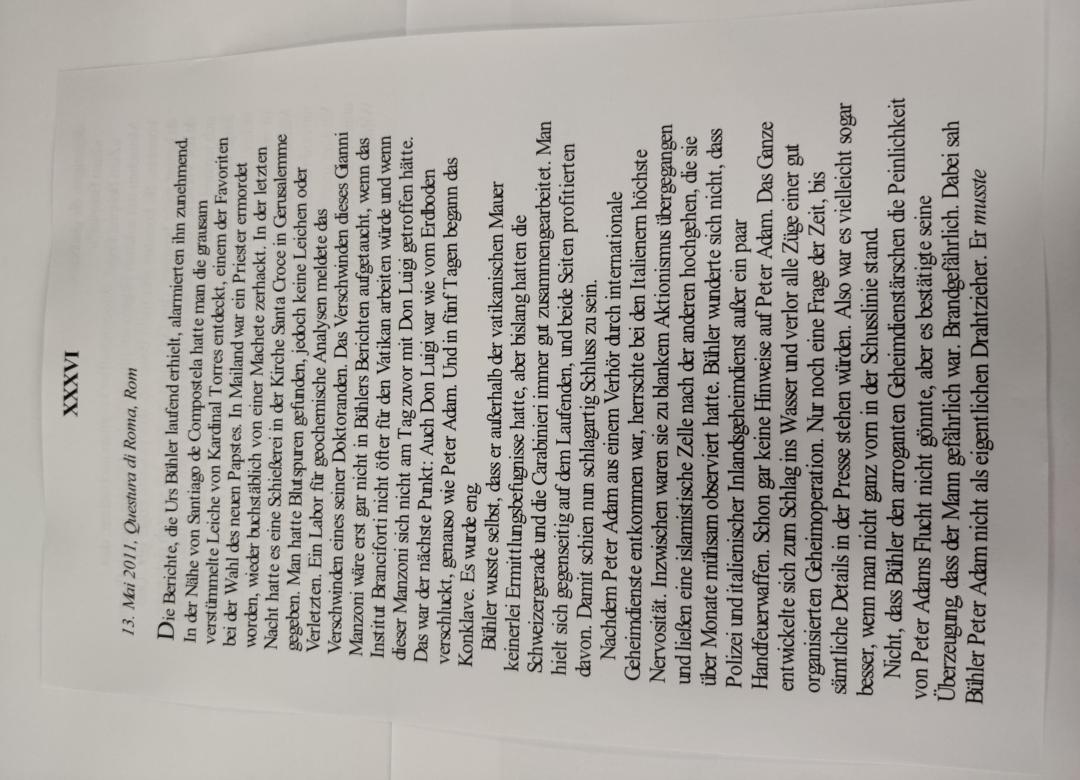 XXXVI
13. Mai 2011, Questura di Roma, Rom
Die Berichte, die Urs Bühler laufend erhielt, alarmierten ihn zunehmend.
In der Nähe von Santiago de Compostela hatte man die grausam
verstümmelte Leiche von Kardinal Torres entdeckt, einem der Favoriten
bei der Wahl des neuen Papstes. In Mailand war ein Priester ermordet
worden, wieder buchstäblich von einer Machete zerhackt. In der letzten
Nacht hatte es eine Schießerei in der Kirche Santa Croce in Gerusalemme
gegeben. Man hatte Blutspuren gefunden, jedoch keine Leichen oder
Verletzten. Ein Labor für geochemische Analysen meldete das
Verschwinden eines seiner Doktoranden. Das Verschwinden dieses Gianni
Manzoni wäre erst gar nicht in Bühlers Berichten aufgetaucht, wenn das
Institut Branciforti nicht öfter für den Vatikan arbeiten würde und wenn
dieser Manzoni sich nicht am Tag zuvor mit Don Luigi getroffen hätte.
Das war der nächste Punkt: Auch Don Luigi war wie vom Erdboden
verschluckt, genauso wie Peter Adam. Und in fünf Tagen begann das
Konklave. Es wurde eng.
Bühler wusste selbst, dass er außerhalb der vatikanischen Mauer
keinerlei Ermittlungsbefugnisse hatte, aber bislang hatten die
Schweizergarde und die Carabinieri immer gut zusammengearbeitet. Man
hielt sich gegenseitig auf dem Laufenden, und beide Seiten profitierten
davon. Damit schien nun schlagartig Schluss zu sein.
Nachdem Peter Adam aus einem Verhör durch internationale
Geheimdienste entkommen war, herrschte bei den Italienern höchste
Nervosität. Inzwischen waren sie zu blankem Aktionismus übergegangen
und ließen eine islamistische Zelle nach der anderen hochgehen, die sie
über Monate mühsam observiert hatte. Bühler wunderte sich nicht, dass
Polizei und italienischer Inlandsgeheimdienst außer ein paar
Handfeuerwaffen. Schon gar keine Hinweise auf Peter Adam. Das Ganze
entwickelte sich zum Schlag ins Wasser und verlor alle Züge einer gut
organisierten Geheimoperation. Nur noch eine Frage der Zeit, bis
sämtliche Details in der Presse stehen würden. Also war es vielleicht sogar
besser, wenn man nicht ganz vorn in der Schusslinie stand.
Nicht, dass Bühler den arroganten Geheimdienstärschen die Peinlichkeit
von Peter Adams Flucht nicht gönnte, aber es bestätigte seine
Überzeugung, dass der Mann gefährlich war. Brandgefährlich. Dabei sah
Bühler Peter Adam nicht als eigentlichen Drahtzieher. Er musste